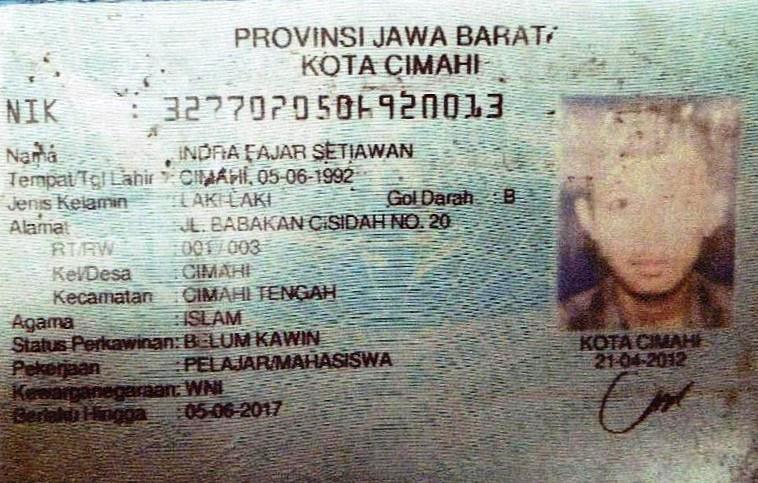 PROVINSI JAWA BARAT
KOTA CIMAHI
NIK : 3277020506920013
Nama : INDRA FAJAR SETIAWAN
Tempat/Tgl Lahir : CIMAHI, 05-06-1992
Jenis Kelamin : LAKI-LAKI Gol Darah : B
Alamat : JL. BABAKAN CISIDAH NO. 20
RT/RW : 001/003
Kel/Desa : CIMAHI
Kecamatan : CIMAHI TENGAH
Agama : ISLAM
Status Perkawinan: BELUM KAWIN
Pekerjaan : PELAJAR/MAHASISWA
Kewarganegaraan: WNI
Berlaku Hingga : 05-06-2017
KOTA CIMAHI
21-04-2012